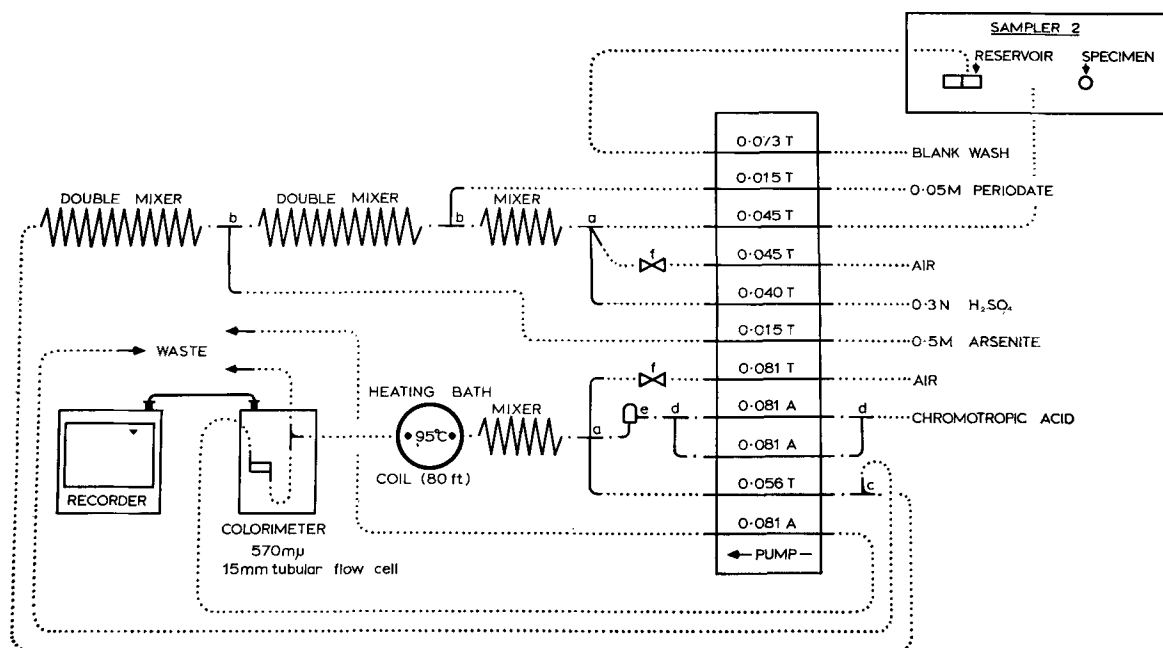 SAMPLER 2
RESERVOIR SPECIMEN
0·073 T BLANK WASH
0·015 T 0·05M PERIODATE
DOUBLE MIXER DOUBLE MIXER MIXER
b b a 0·045 T
f 0·045 T AIR
0·040 T 0·3N H₂SO₄
0·015 T 0·5M ARSENITE
WASTE
f 0·081 T AIR
HEATING BATH
MIXER
e d 0·081 A d CHROMOTROPIC ACID
95°C a
0·081 A
COIL (80 ft)
0·056 T c
RECORDER
COLORIMETER
0·081 A
570mμ
PUMP
15mm tubular flow cell